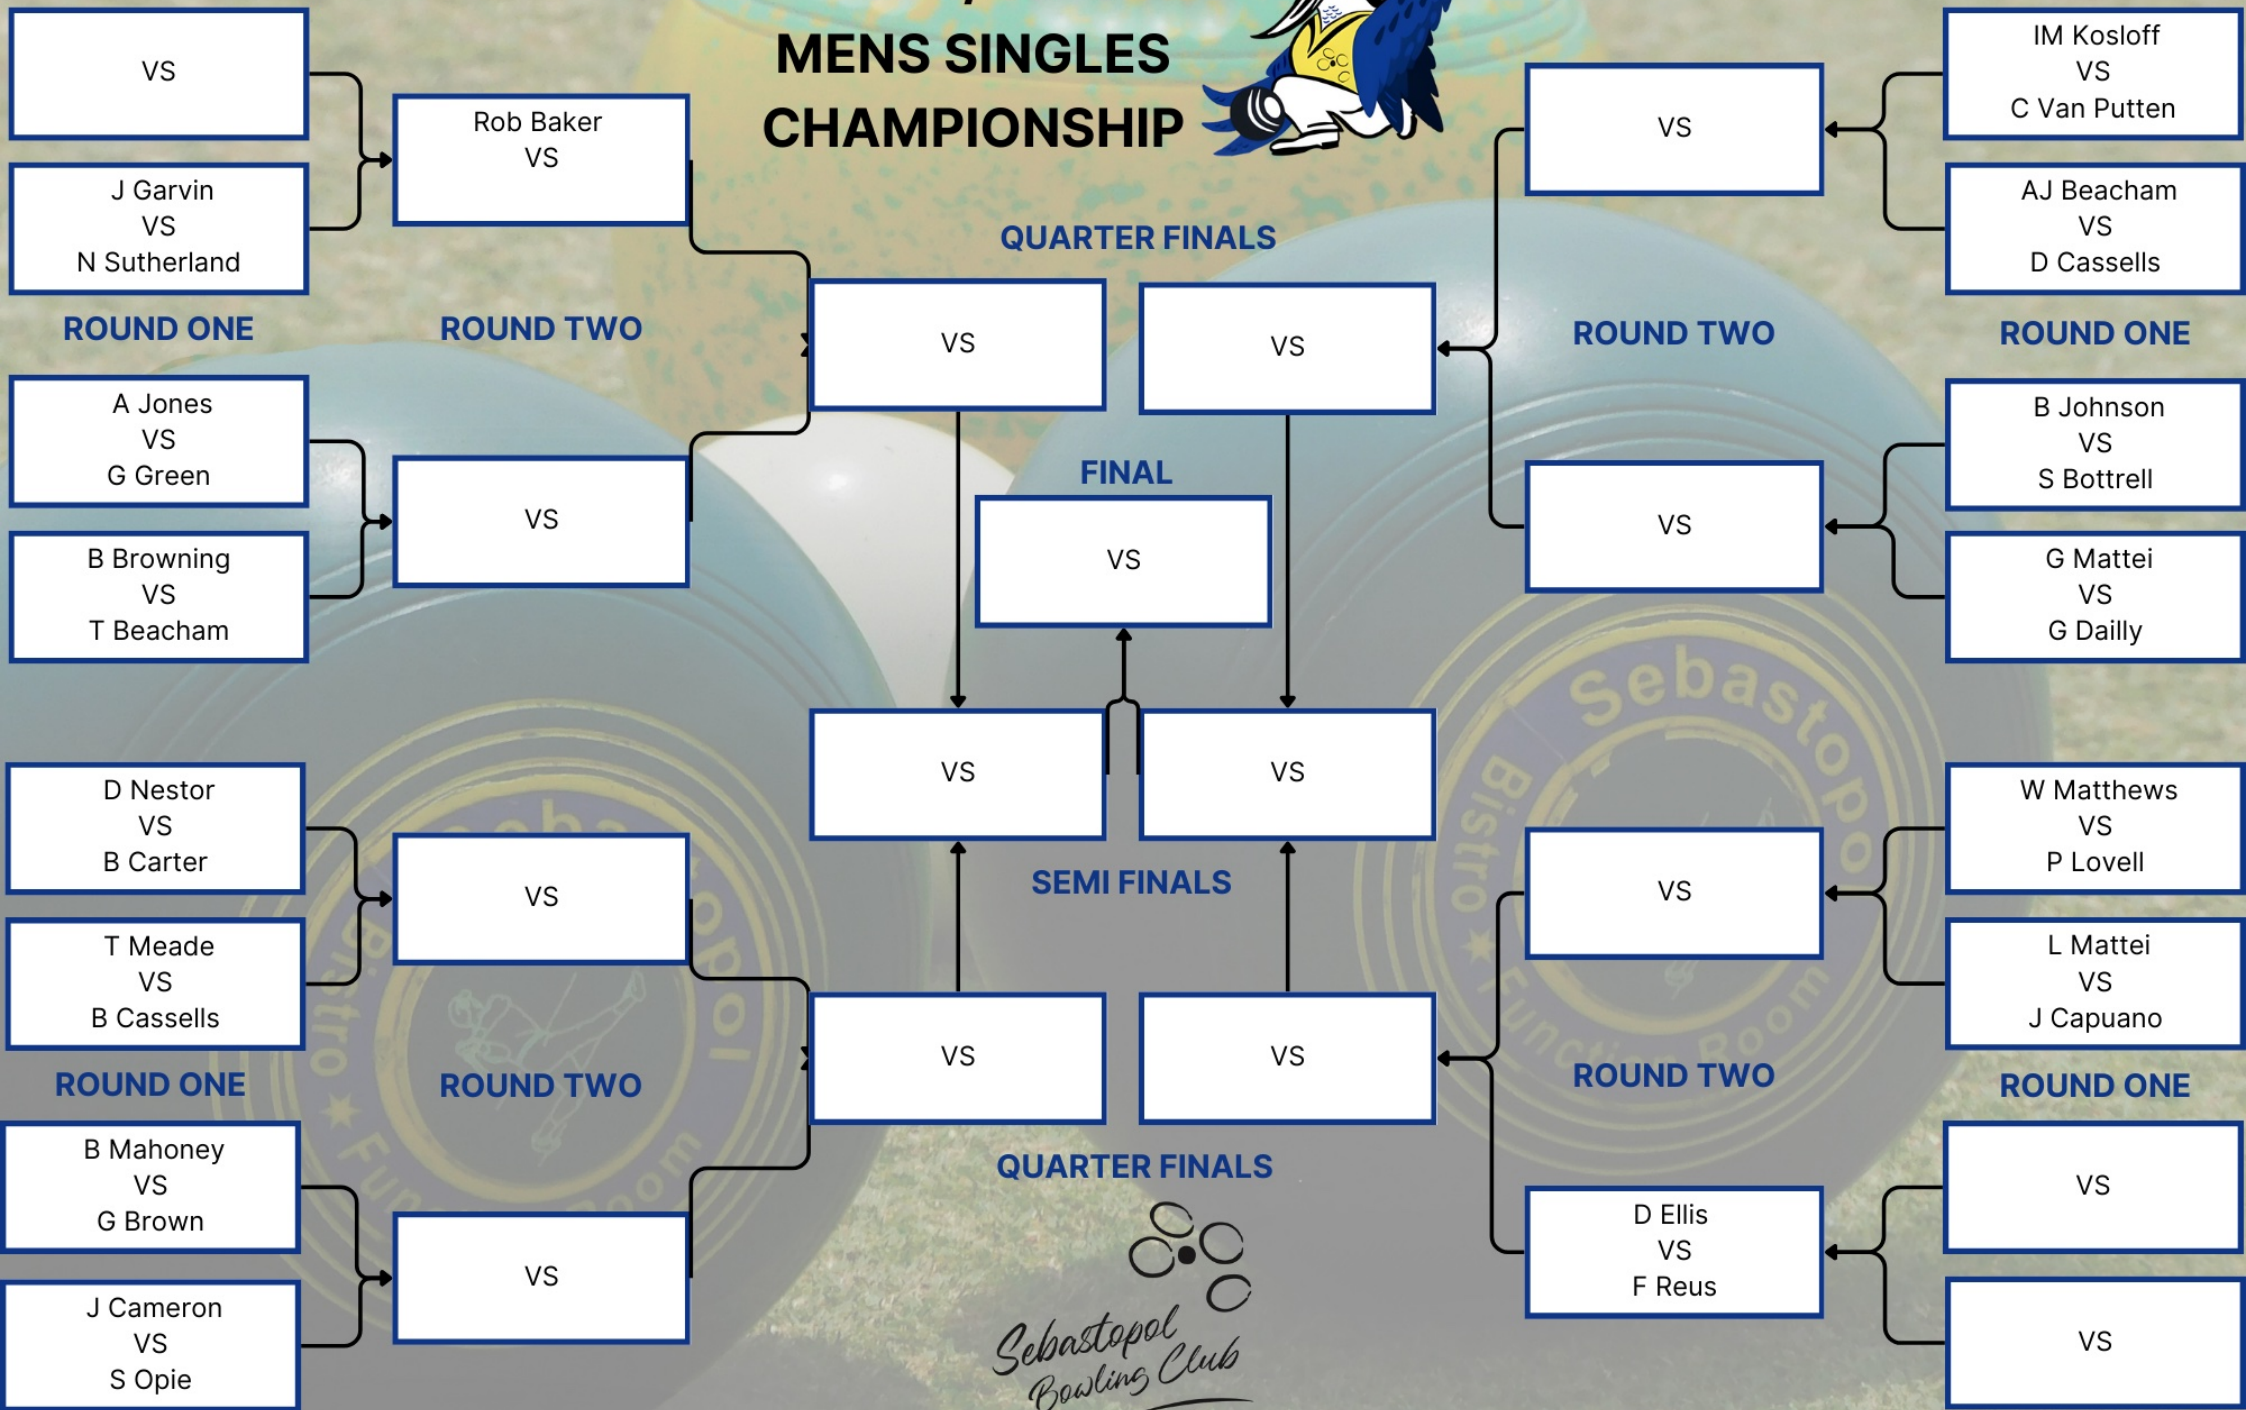 MENS SINGLES
CHAMPIONSHIP
VS
J Garvin
VS
N Sutherland
ROUND ONE
A Jones
VS
G Green
B Browning
VS
T Beacham
D Nestor
VS
B Carter
T Meade
VS
B Cassells
ROUND ONE
B Mahoney
VS
G Brown
J Cameron
VS
S Opie
Rob Baker
VS
ROUND TWO
VS
VS
ROUND TWO
VS
QUARTER FINALS
VS
VS
FINAL
VS
VS
VS
SEMI FINALS
VS
VS
QUARTER FINALS
Sebastopol
Bowling Club
VS
ROUND TWO
VS
VS
ROUND TWO
D Ellis
VS
F Reus
IM Kosloff
VS
C Van Putten
AJ Beacham
VS
D Cassells
ROUND ONE
B Johnson
VS
S Bottrell
G Mattei
VS
G Dailly
W Matthews
VS
P Lovell
L Mattei
VS
J Capuano
ROUND ONE
VS
VS
Sebastopol
Bistro ★ Function Room